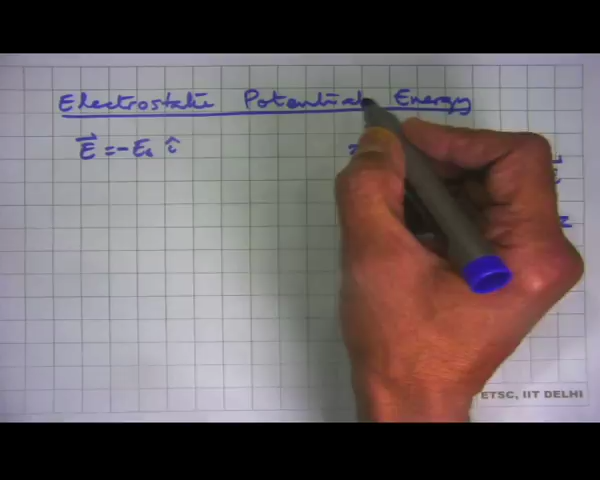 Electrostatic Potential Energy
E⃗ = -E₀ î
ETSC, IIT DELHI